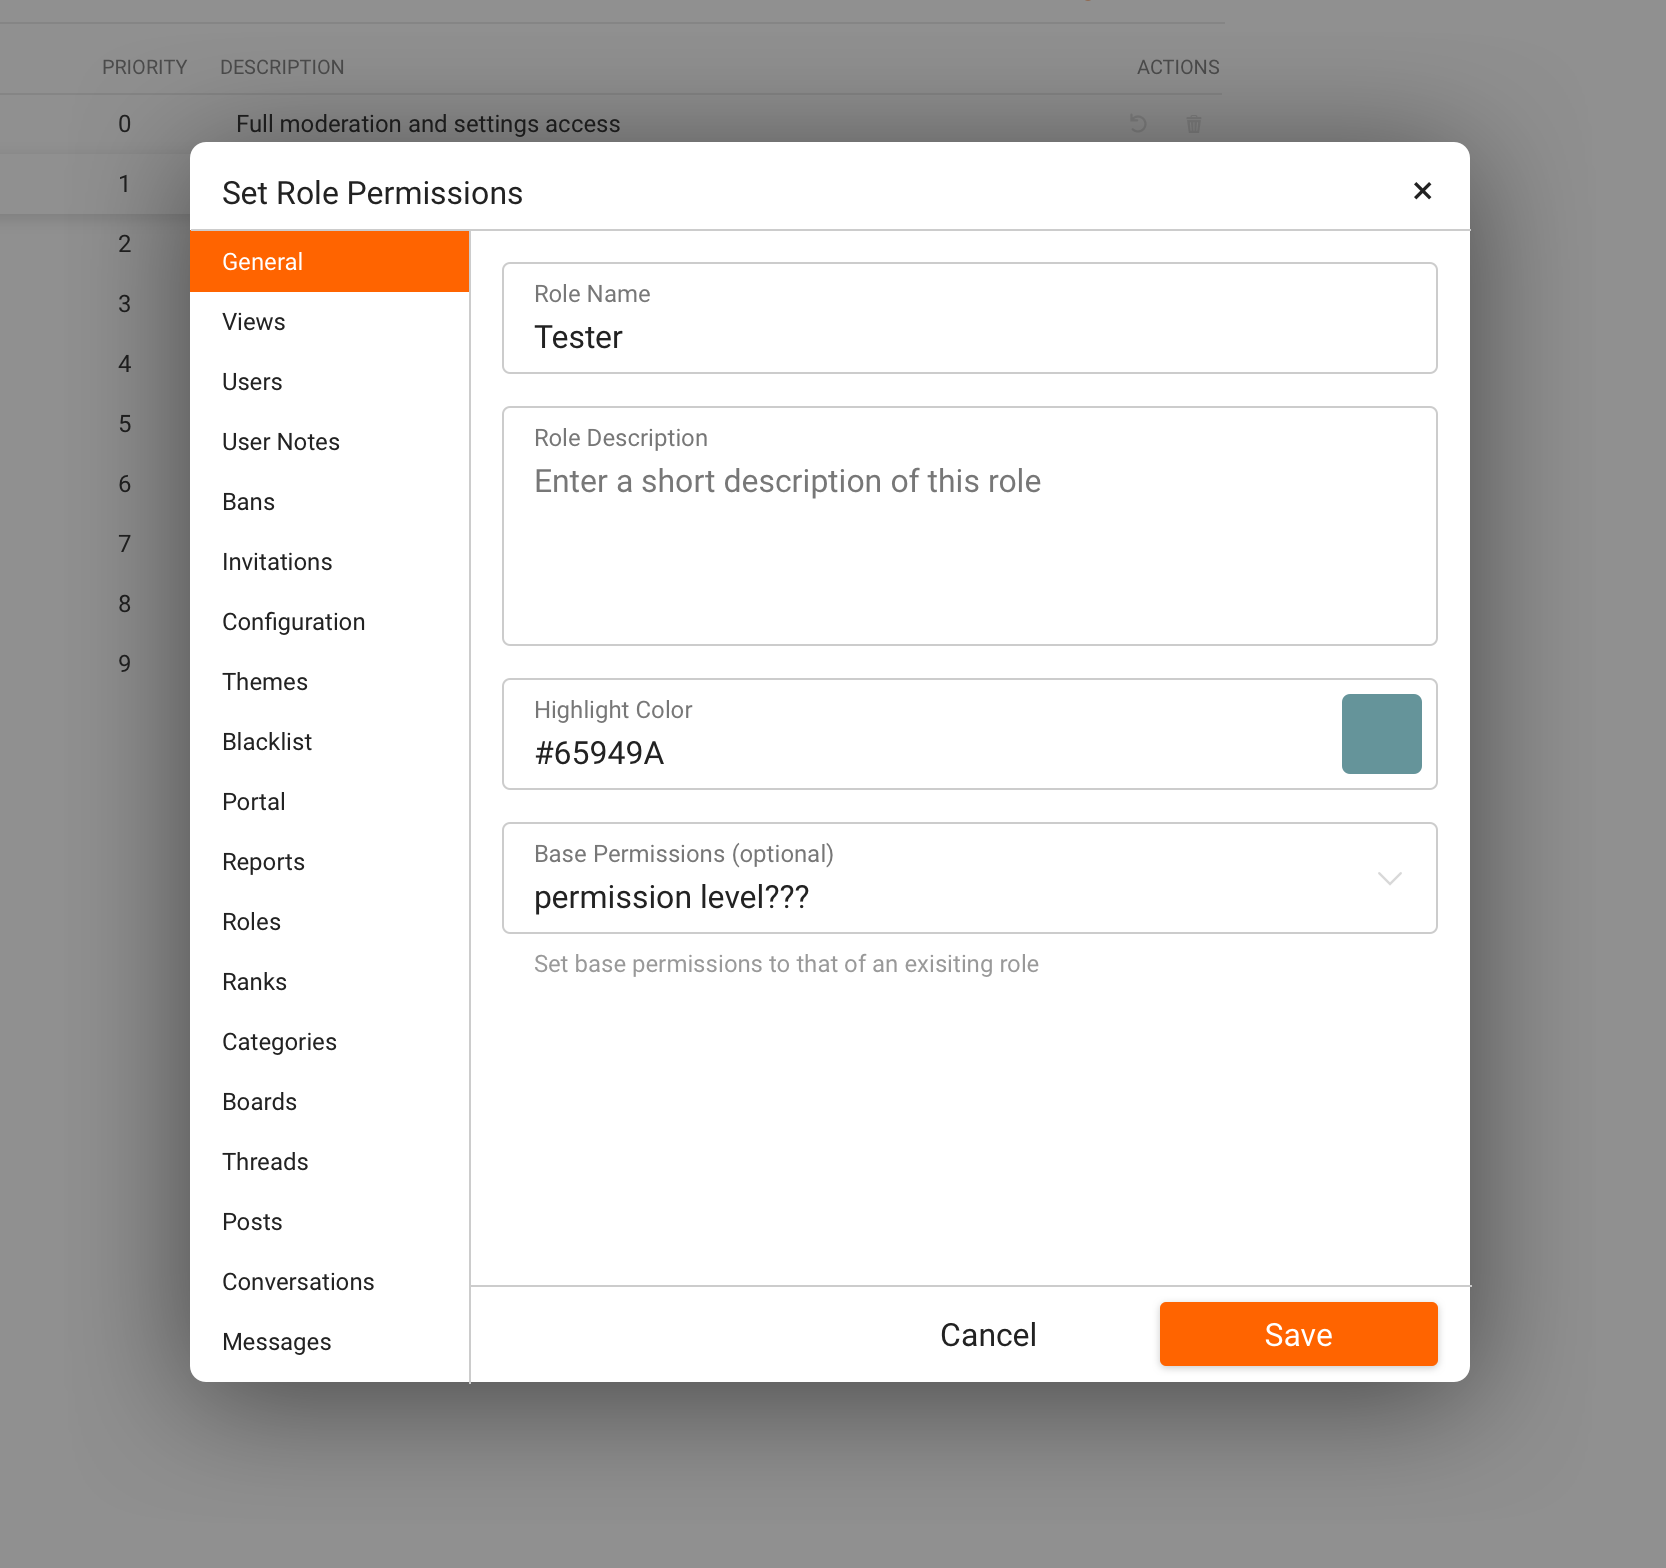 PRIORITY DESCRIPTION ACTIONS
0 Full moderation and settings access
1
2
3
4
5
6
7
8
9
Set Role Permissions
General
Views
Users
User Notes
Bans
Invitations
Configuration
Themes
Blacklist
Portal
Reports
Roles
Ranks
Categories
Boards
Threads
Posts
Conversations
Messages
Role Name
Tester
Role Description
Enter a short description of this role
Highlight Color
#65949A
Base Permissions (optional)
permission level???
Set base permissions to that of an exisiting role
Cancel Save